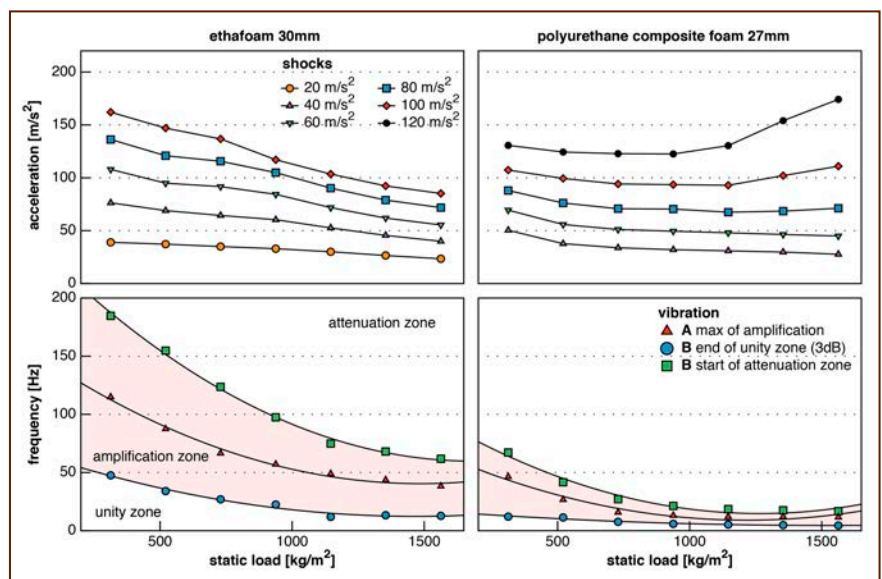 ethafoam 30mm
polyurethane composite foam 27mm
shocks
20 m/s²
80 m/s²
40 m/s²
100 m/s²
60 m/s²
120 m/s²
acceleration [m/s²]
200
150
100
50
0
200
150
100
50
0
frequency [Hz]
attenuation zone
amplification zone
unity zone
vibration
A max of amplification
B end of unity zone (3dB)
B start of attenuation zone
500
1000
1500
500
1000
1500
static load [kg/m²]
static load [kg/m²]